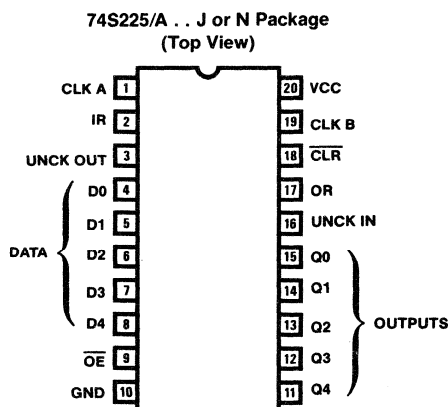 74S225/A . . J or N Package
(Top View)
CLK A 1 20 VCC
IR 2 19 CLK B
UNCK OUT 3 18 CLR
D0 4 17 OR
D1 5 16 UNCK IN
DATA D2 6 15 Q0
D3 7 14 Q1
D4 8 13 Q2 OUTPUTS
OE 9 12 Q3
GND 10 11 Q4